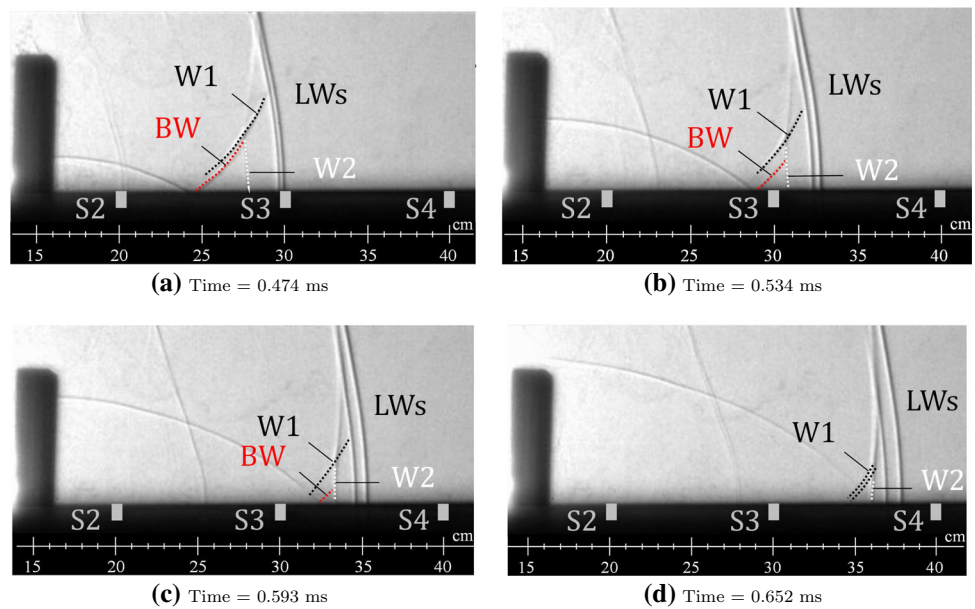 W1
LWs
BW
W2
S2 S3 S4
cm
15 20 25 30 35 40
(a) Time = 0.474 ms
W1
LWs
BW
W2
S2 S3 S4
cm
15 20 25 30 35 40
(b) Time = 0.534 ms
W1
LWs
BW
W2
S2 S3 S4
cm
15 20 25 30 35 40
(c) Time = 0.593 ms
W1
LWs
W2
S2 S3 S4
cm
15 20 25 30 35 40
(d) Time = 0.652 ms